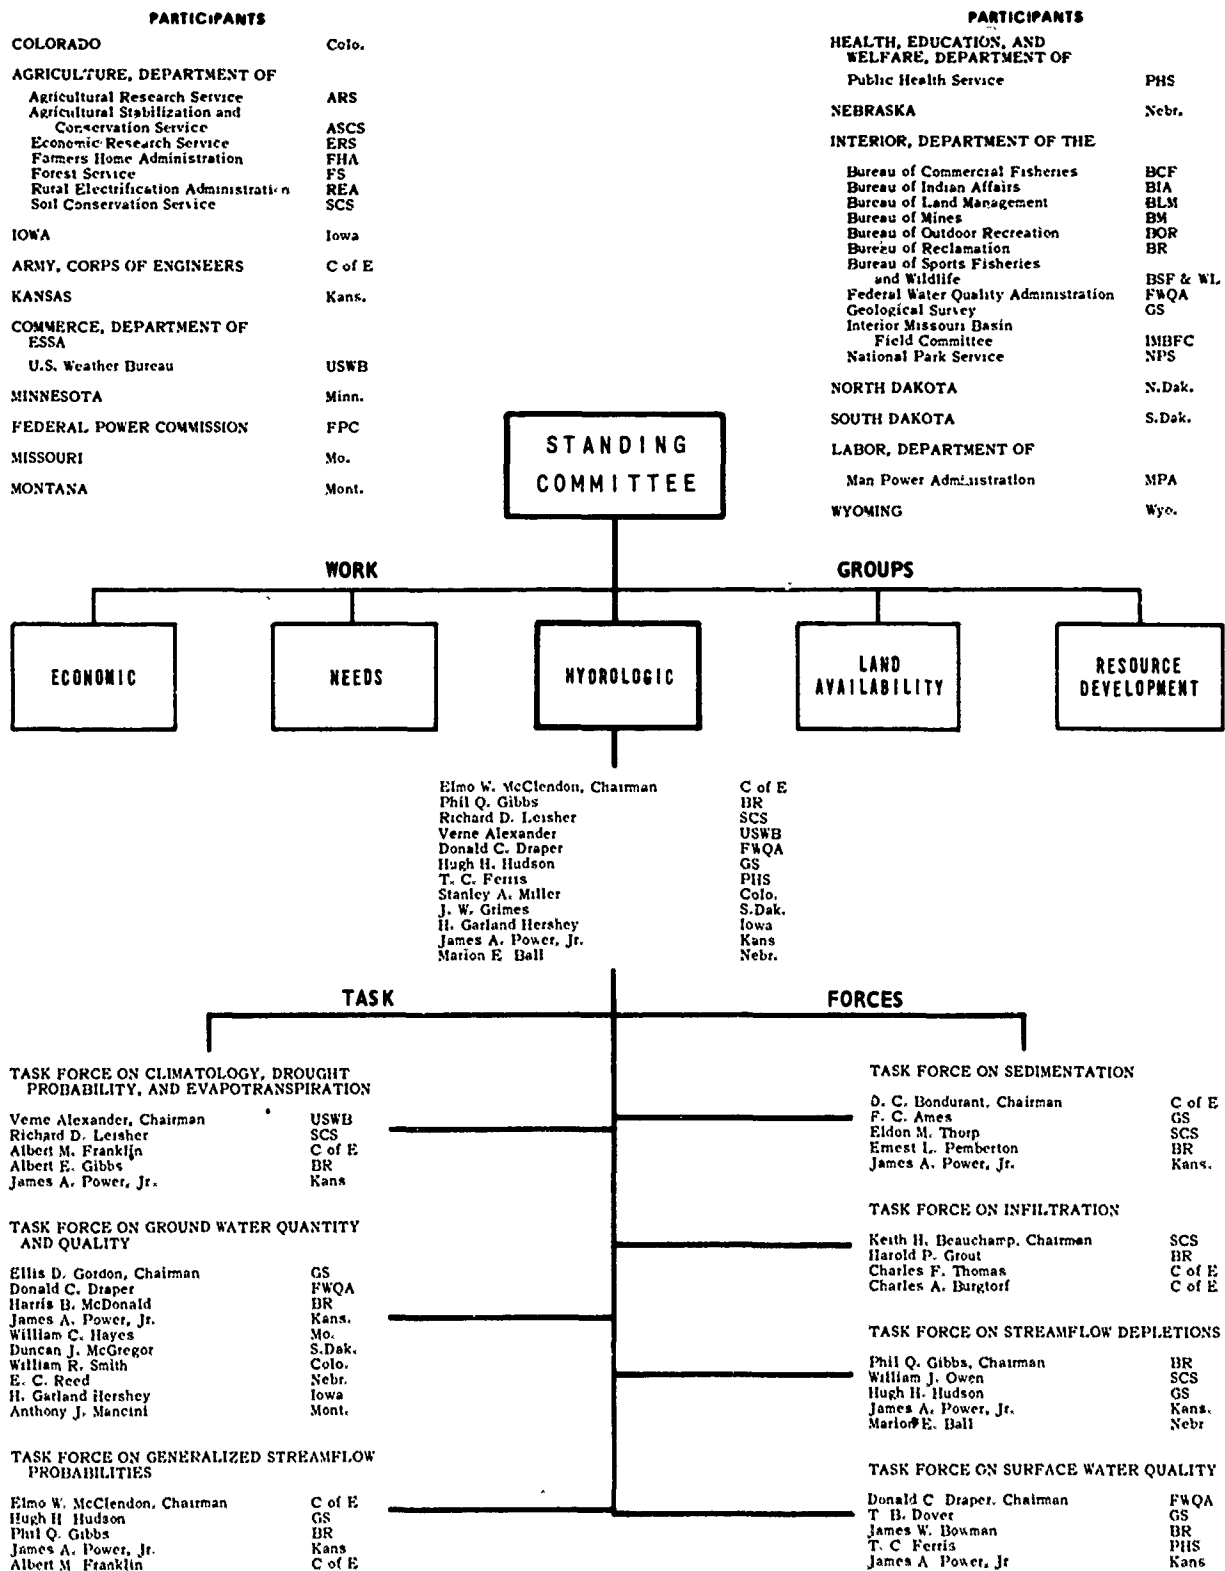 PARTICIPANTS
COLORADO Colo.
AGRICULTURE, DEPARTMENT OF
Agricultural Research Service ARS
Agricultural Stabilization and
Conservation Service ASCS
Economic Research Service ERS
Farmers Home Administration FHA
Forest Service FS
Rural Electrification Administration REA
Soil Conservation Service SCS
IOWA Iowa
ARMY, CORPS OF ENGINEERS C of E
KANSAS Kans.
COMMERCE, DEPARTMENT OF
ESSA
U.S. Weather Bureau USWB
MINNESOTA Minn.
FEDERAL POWER COMMISSION FPC
MISSOURI Mo.
MONTANA Mont.
PARTICIPANTS
HEALTH, EDUCATION, AND
WELFARE, DEPARTMENT OF
Public Health Service PHS
NEBRASKA Nebr.
INTERIOR, DEPARTMENT OF THE
Bureau of Commercial Fisheries BCF
Bureau of Indian Affairs BIA
Bureau of Land Management BLM
Bureau of Mines BM
Bureau of Outdoor Recreation BOR
Bureau of Reclamation BR
Bureau of Sports Fisheries
and Wildlife BSF & WL
Federal Water Quality Administration FWQA
Geological Survey GS
Interior Missouri Basin
Field Committee IMBFC
National Park Service NPS
NORTH DAKOTA N.Dak.
SOUTH DAKOTA S.Dak.
LABOR, DEPARTMENT OF
Man Power Administration MPA
WYOMING Wyo.
STANDING
COMMITTEE
WORK GROUPS
ECONOMIC
NEEDS
HYDROLOGIC
LAND
AVAILABILITY
RESOURCE
DEVELOPMENT
Elmo W. McClendon, Chairman C of E
Phil Q. Gibbs BR
Richard D. Leisher SCS
Verne Alexander USWB
Donald C. Draper FWQA
Hugh H. Hudson GS
T. C. Ferris PHS
Stanley A. Miller Colo.
J. W. Grimes S.Dak.
H. Garland Hershey Iowa
James A. Power, Jr. Kans
Marion E Ball Nebr.
TASK FORCES
TASK FORCE ON CLIMATOLOGY, DROUGHT
PROBABILITY, AND EVAPOTRANSPIRATION
Verne Alexander, Chairman USWB
Richard D. Leisher SCS
Albert M. Franklin C of E
Albert E. Gibbs BR
James A. Power, Jr. Kans
TASK FORCE ON GROUND WATER QUANTITY
AND QUALITY
Ellis D. Gordon, Chairman GS
Donald C. Draper FWQA
Harris B. McDonald BR
James A. Power, Jr. Kans.
William C. Hayes Mo.
Duncan J. McGregor S.Dak.
William R. Smith Colo.
E. C. Reed Nebr.
H. Garland Hershey Iowa
Anthony J. Mancini Mont.
TASK FORCE ON GENERALIZED STREAMFLOW
PROBABILITIES
Elmo W. McClendon, Chairman C of E
Hugh H Hudson GS
Phil Q. Gibbs BR
James A. Power, Jr. Kans
Albert M Franklin C of E
TASK FORCE ON SEDIMENTATION
D. C. Bondurant, Chairman C of E
F. C. Ames GS
Eldon M. Thorp SCS
Ernest L. Pemberton BR
James A. Power, Jr. Kans.
TASK FORCE ON INFILTRATION
Keith H. Beauchamp, Chairman SCS
Harold P. Grout BR
Charles F. Thomas C of E
Charles A. Burgtorf C of E
TASK FORCE ON STREAMFLOW DEPLETIONS
Phil Q. Gibbs, Chairman BR
William J. Owen SCS
Hugh H. Hudson GS
James A. Power, Jr. Kans.
Marion E. Ball Nebr
TASK FORCE ON SURFACE WATER QUALITY
Donald C Draper, Chairman FWQA
T B. Dover GS
James W. Bowman BR
T. C Ferris PHS
James A Power, Jr Kans